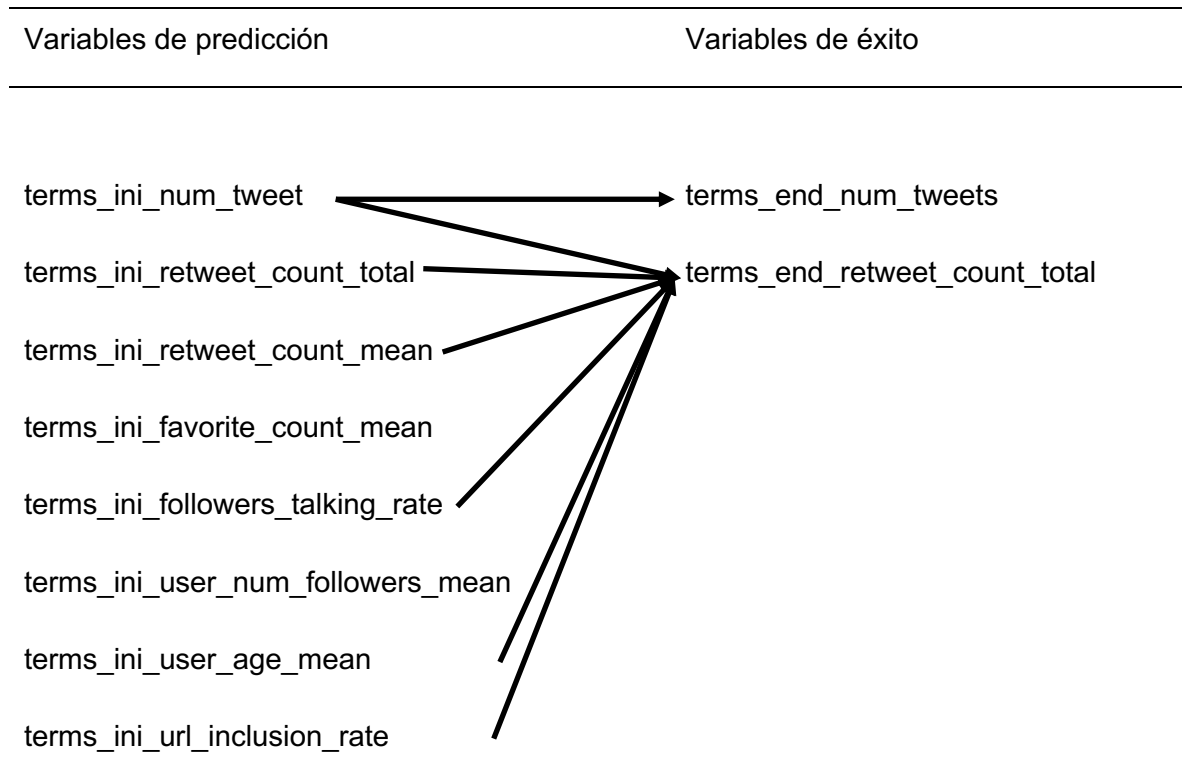 Variables de predicción Variables de éxito
terms_ini_num_tweet terms_end_num_tweets
terms_ini_retweet_count_total terms_end_retweet_count_total
terms_ini_retweet_count_mean
terms_ini_favorite_count_mean
terms_ini_followers_talking_rate
terms_ini_user_num_followers_mean
terms_ini_user_age_mean
terms_ini_url_inclusion_rate